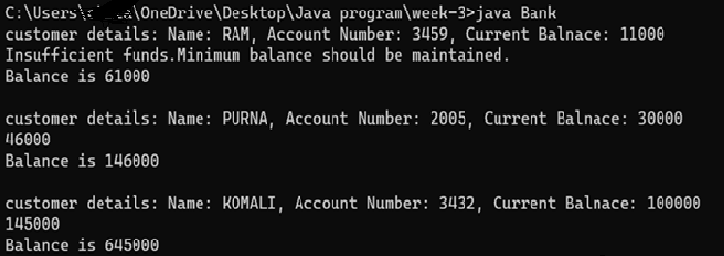 C:\Users\ \OneDrive\Desktop\Java program\week-3>java Bank
customer details: Name: RAM, Account Number: 3459, Current Balnace: 11000
Insufficient funds.Minimum balance should be maintained.
Balance is 61000
customer details: Name: PURNA, Account Number: 2005, Current Balnace: 30000
46000
Balance is 146000
customer details: Name: KOMALI, Account Number: 3432, Current Balnace: 100000
145000
Balance is 645000